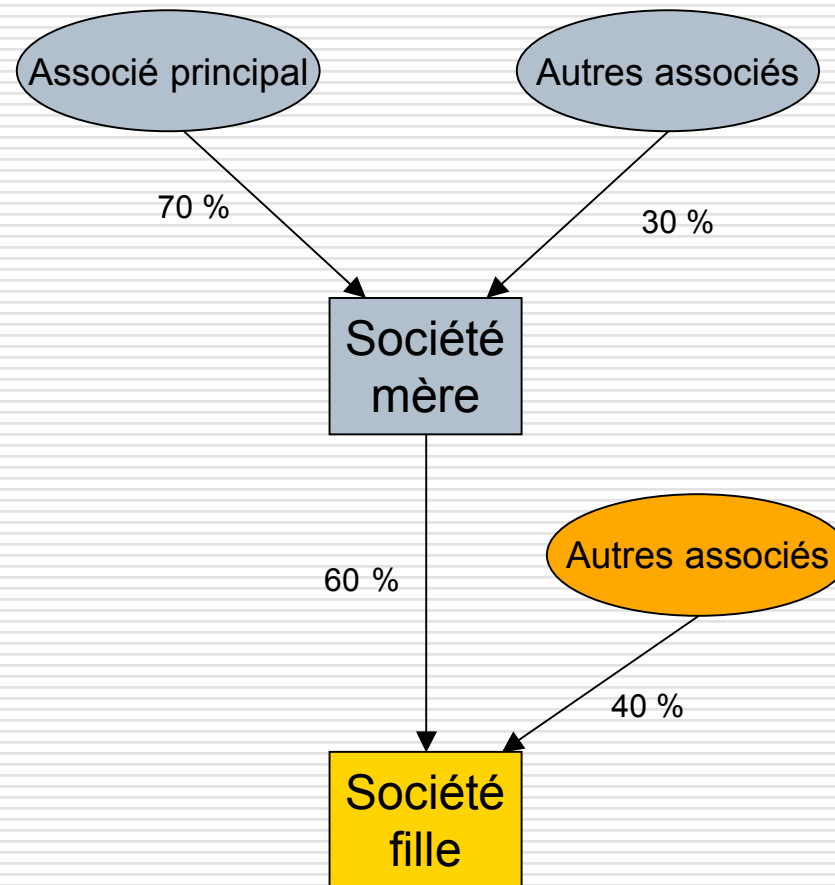 Associé principal
Autres associés
70 %
30 %
Société
mère
Autres associés
60 %
40 %
Société
fille